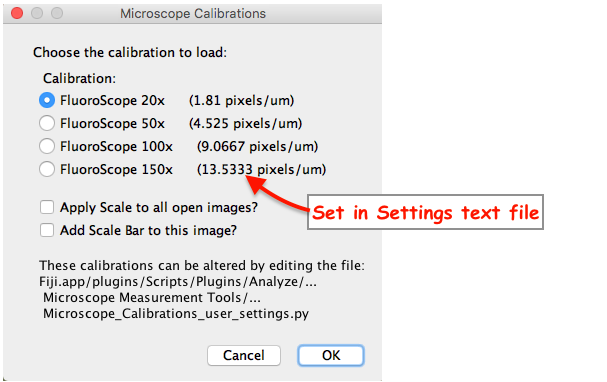 Microscope Calibrations
Choose the calibration to load:
Calibration:
FluoroScope 20x (1.81 pixels/um)
FluoroScope 50x (4.525 pixels/um)
FluoroScope 100x (9.0667 pixels/um)
FluoroScope 150x (13.5333 pixels/um)
Set in Settings text file
Apply Scale to all open images?
Add Scale Bar to this image?
These calibrations can be altered by editing the file:
Fiji.app/plugins/Scripts/Plugins/Analyze/...
Microscope Measurement Tools/...
Microscope_Calibrations_user_settings.py
Cancel OK